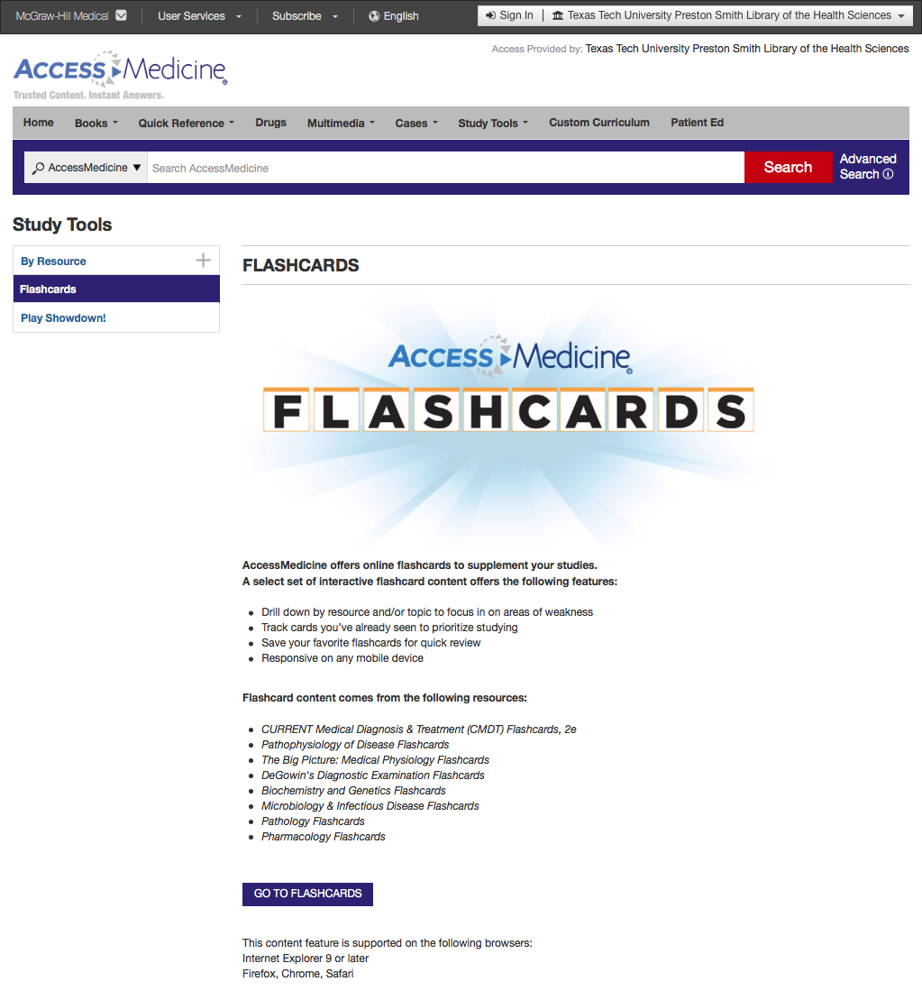 McGraw-Hill Medical User Services Subscribe English Sign In | Texas Tech University Preston Smith Library of the Health Sciences
Access Provided by: Texas Tech University Preston Smith Library of the Health Sciences
ACCESS Medicine®
Trusted Content. Instant Answers.
Home Books Quick Reference Drugs Multimedia Cases Study Tools Custom Curriculum Patient Ed
AccessMedicine Search AccessMedicine Search Advanced Search
Study Tools
By Resource
Flashcards
Play Showdown!
FLASHCARDS
ACCESS Medicine®
FLASHCARDS
AccessMedicine offers online flashcards to supplement your studies.
A select set of interactive flashcard content offers the following features:
• Drill down by resource and/or topic to focus in on areas of weakness
• Track cards you've already seen to prioritize studying
• Save your favorite flashcards for quick review
• Responsive on any mobile device
Flashcard content comes from the following resources:
• CURRENT Medical Diagnosis & Treatment (CMDT) Flashcards, 2e
• Pathophysiology of Disease Flashcards
• The Big Picture: Medical Physiology Flashcards
• DeGowin's Diagnostic Examination Flashcards
• Biochemistry and Genetics Flashcards
• Microbiology & Infectious Disease Flashcards
• Pathology Flashcards
• Pharmacology Flashcards
GO TO FLASHCARDS
This content feature is supported on the following browsers:
Internet Explorer 9 or later
Firefox, Chrome, Safari